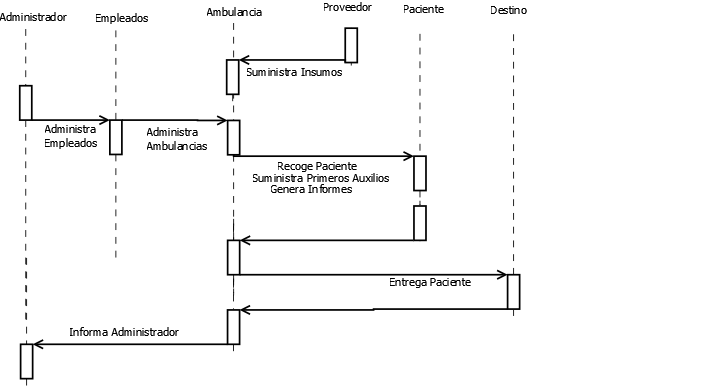 Administrador
Empleados
Ambulancia
Proveedor
Paciente
Destino
Suministra Insumos
Administra
Empleados
Administra
Ambulancias
Recoge Paciente
Suministra Primeros Auxilios
Genera Informes
Entrega Paciente
Informa Administrador